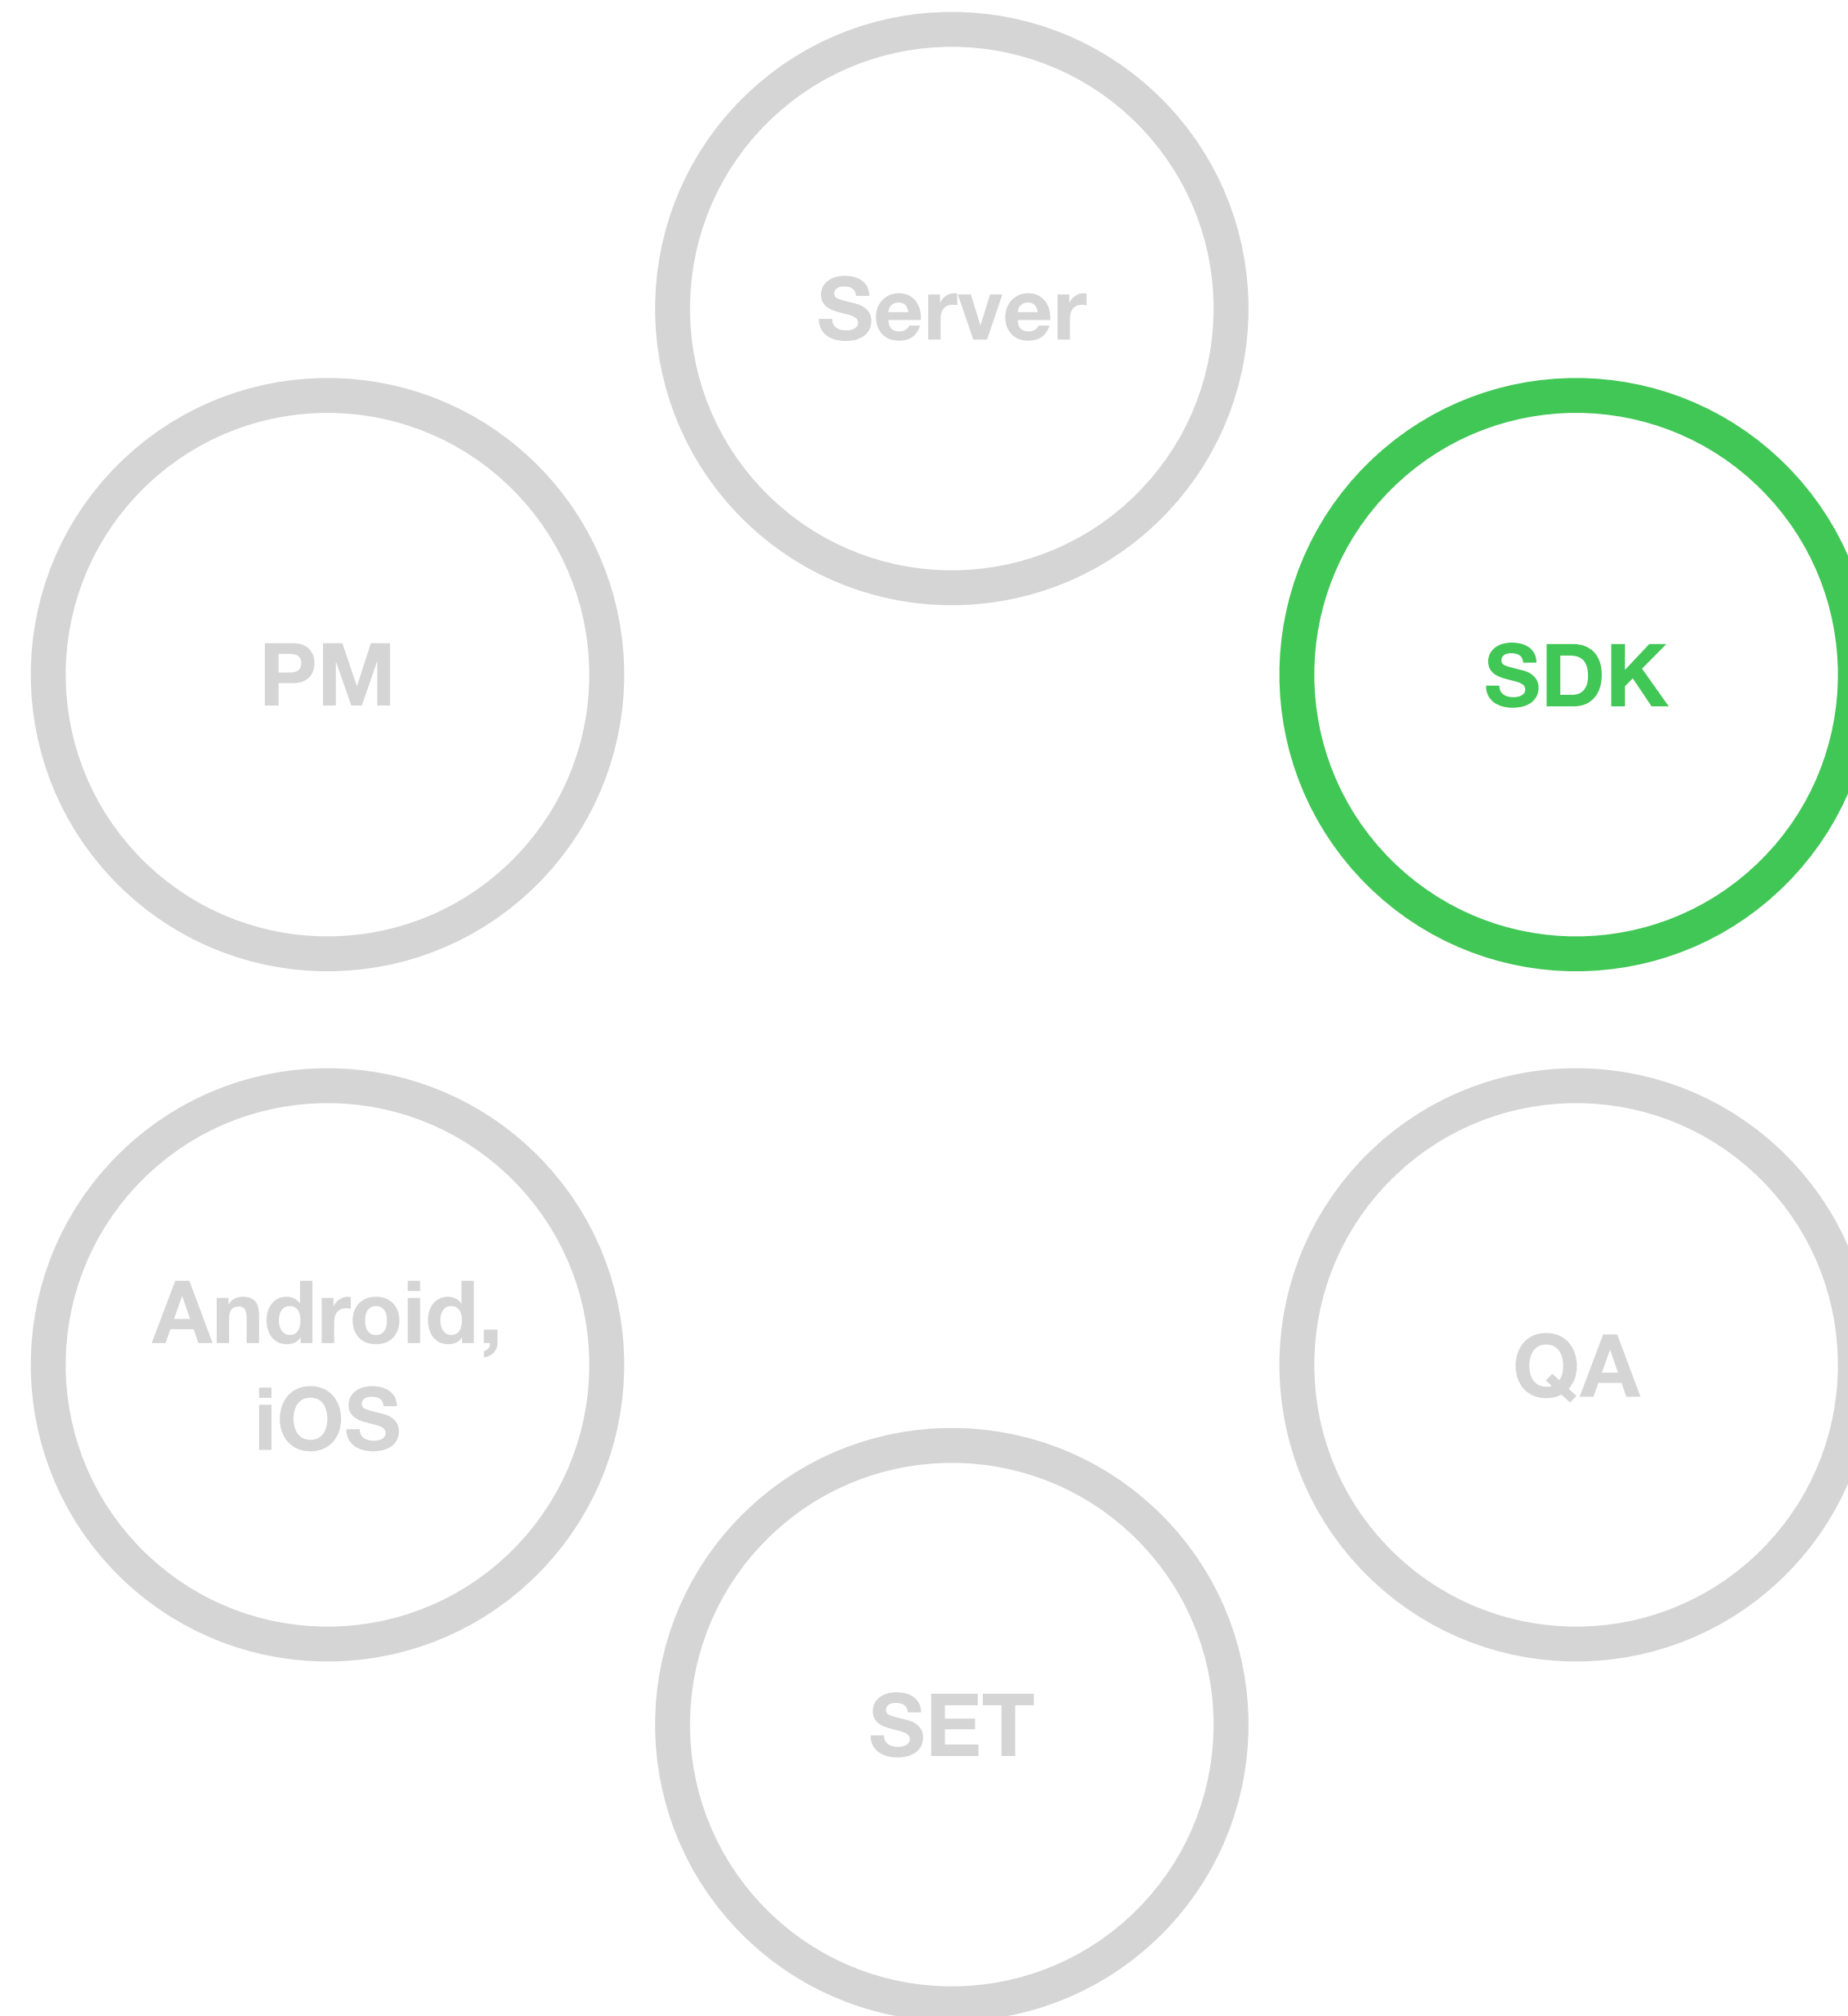 Server
PM
SDK
Android,
iOS
QA
SET